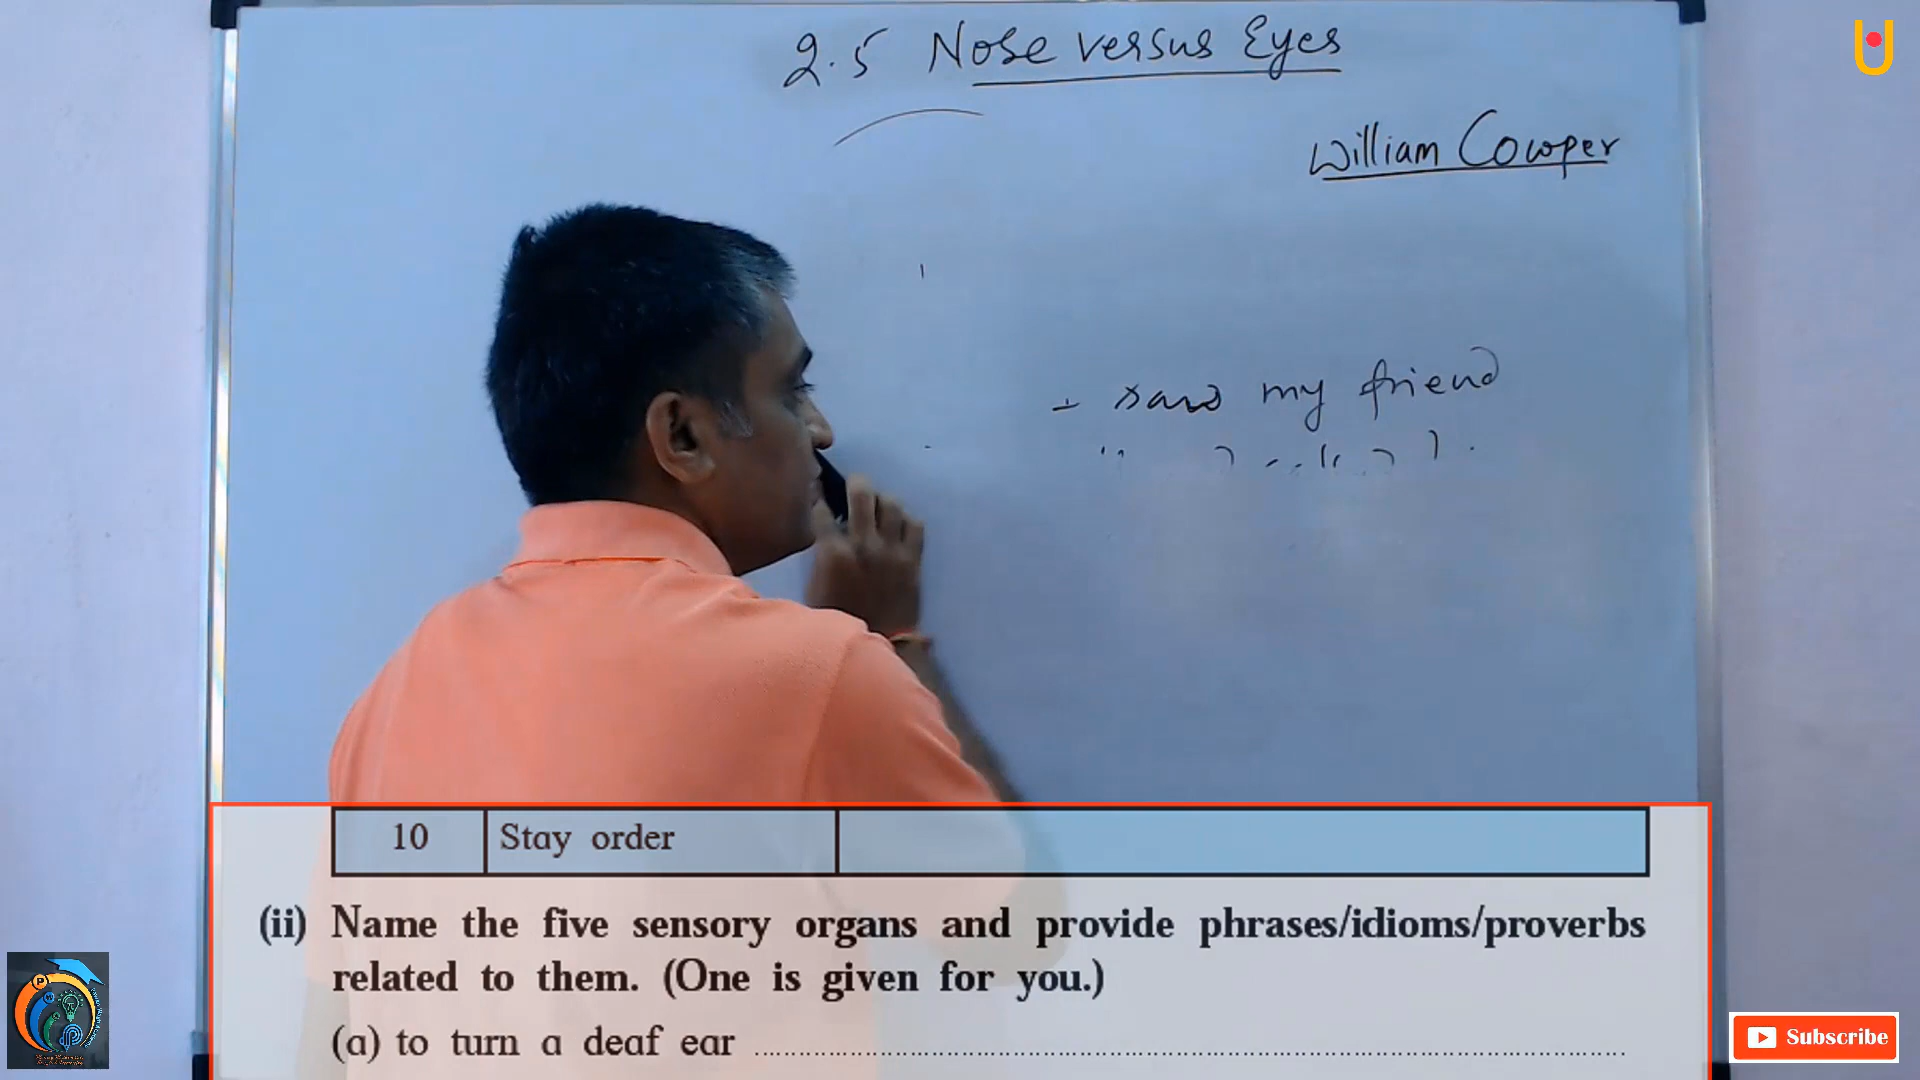 2.5 Nose versus Eyes
William Cowper
I saw my friend
10 Stay order
(ii) Name the five sensory organs and provide phrases/idioms/proverbs
related to them. (One is given for you.)
(a) to turn a deaf ear
Subscribe